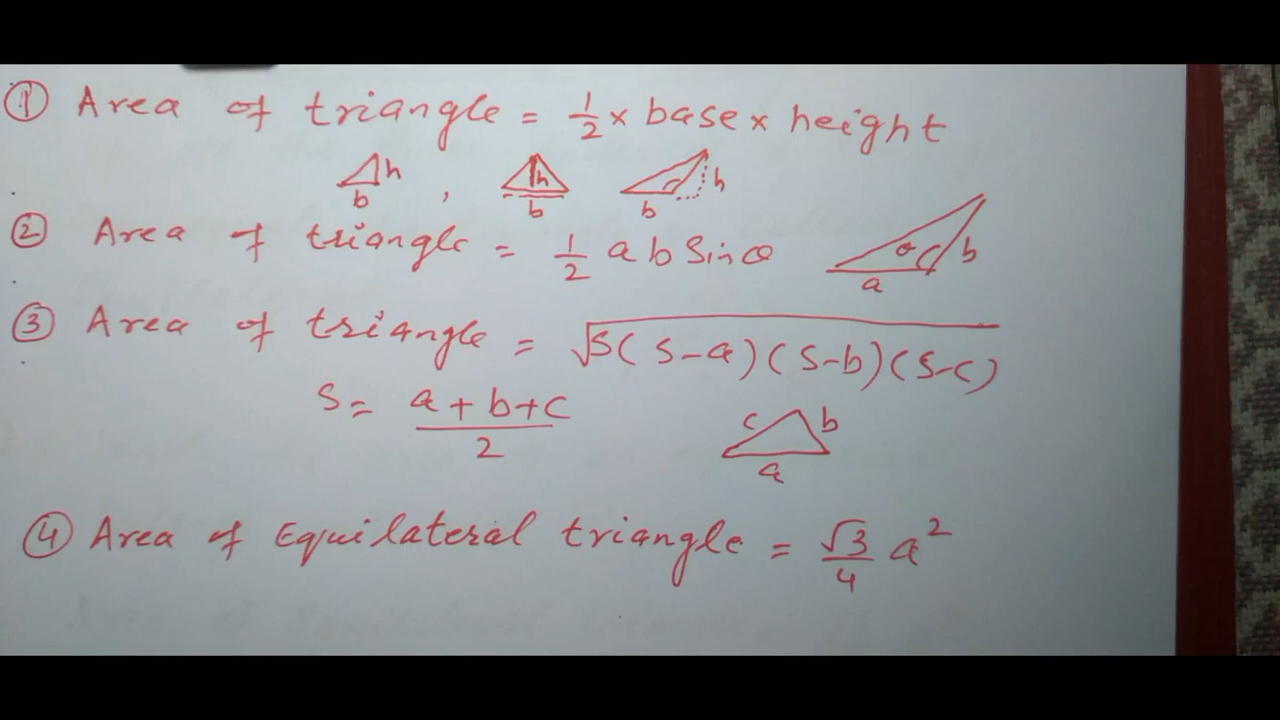 ① Area of triangle = 1/2 × base × height
h h h
b , b b
② Area of triangle = 1/2 a b Sin θ θ b
a
③ Area of triangle = √S(S-a)(S-b)(S-c)
S = a+b+c/2 c b
a
④ Area of Equilateral triangle = √3/4 a²